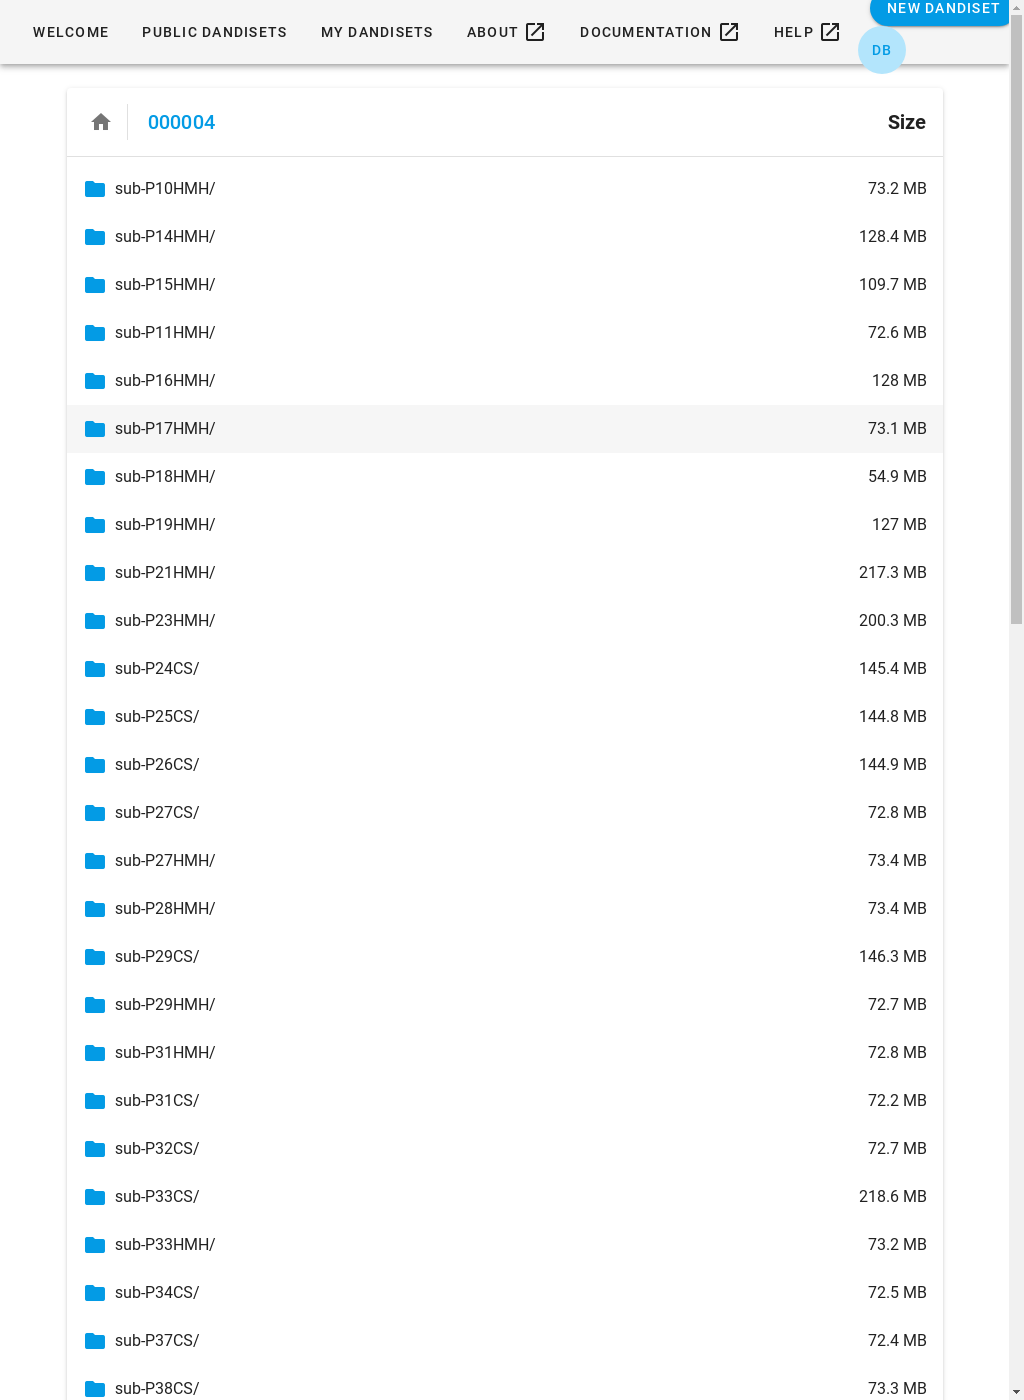 WELCOME PUBLIC DANDISETS MY DANDISETS ABOUT DOCUMENTATION HELP NEW DANDISET
DB
000004 Size
sub-P10HMH/ 73.2 MB
sub-P14HMH/ 128.4 MB
sub-P15HMH/ 109.7 MB
sub-P11HMH/ 72.6 MB
sub-P16HMH/ 128 MB
sub-P17HMH/ 73.1 MB
sub-P18HMH/ 54.9 MB
sub-P19HMH/ 127 MB
sub-P21HMH/ 217.3 MB
sub-P23HMH/ 200.3 MB
sub-P24CS/ 145.4 MB
sub-P25CS/ 144.8 MB
sub-P26CS/ 144.9 MB
sub-P27CS/ 72.8 MB
sub-P27HMH/ 73.4 MB
sub-P28HMH/ 73.4 MB
sub-P29CS/ 146.3 MB
sub-P29HMH/ 72.7 MB
sub-P31HMH/ 72.8 MB
sub-P31CS/ 72.2 MB
sub-P32CS/ 72.7 MB
sub-P33CS/ 218.6 MB
sub-P33HMH/ 73.2 MB
sub-P34CS/ 72.5 MB
sub-P37CS/ 72.4 MB
sub-P38CS/ 73.3 MB